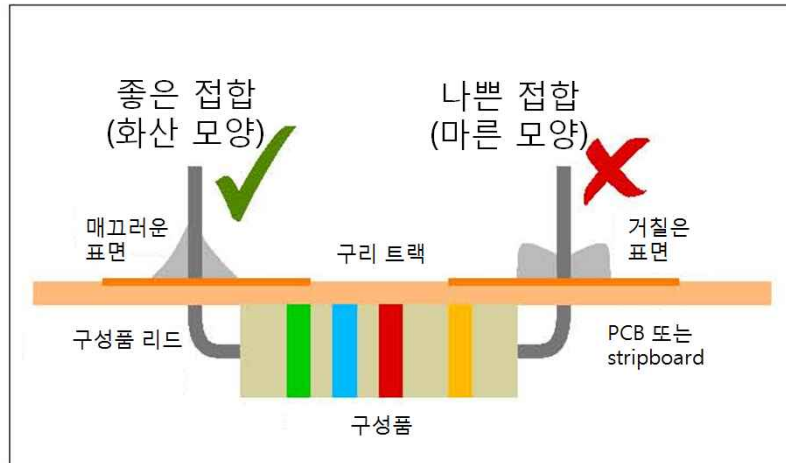 좋은 접합
(화산 모양)
나쁜 접합
(마른 모양)
매끄러운
표면
구리 트랙
거칠은
표면
구성품 리드
PCB 또는
stripboard
구성품